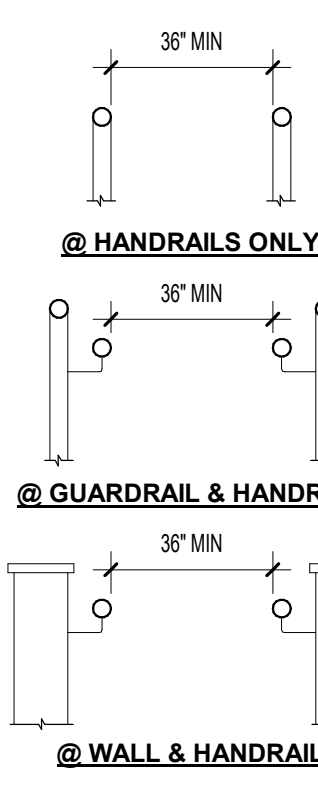 36" MIN
@ HANDRAILS ONLY
36" MIN
@ GUARDRAIL & HANDR
36" MIN
@ WALL & HANDRAIL